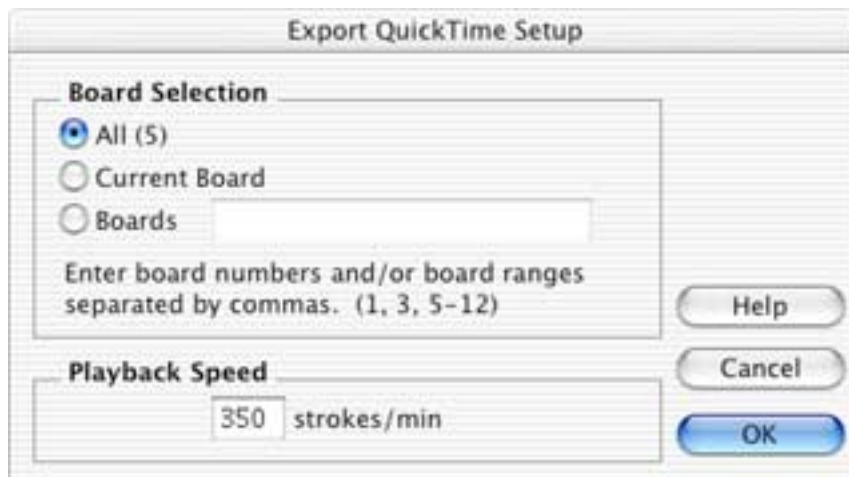 Export QuickTime Setup
Board Selection
All (5)
Current Board
Boards
Enter board numbers and/or board ranges
separated by commas. (1, 3, 5-12)
Help
Cancel
Playback Speed
350 strokes/min
OK